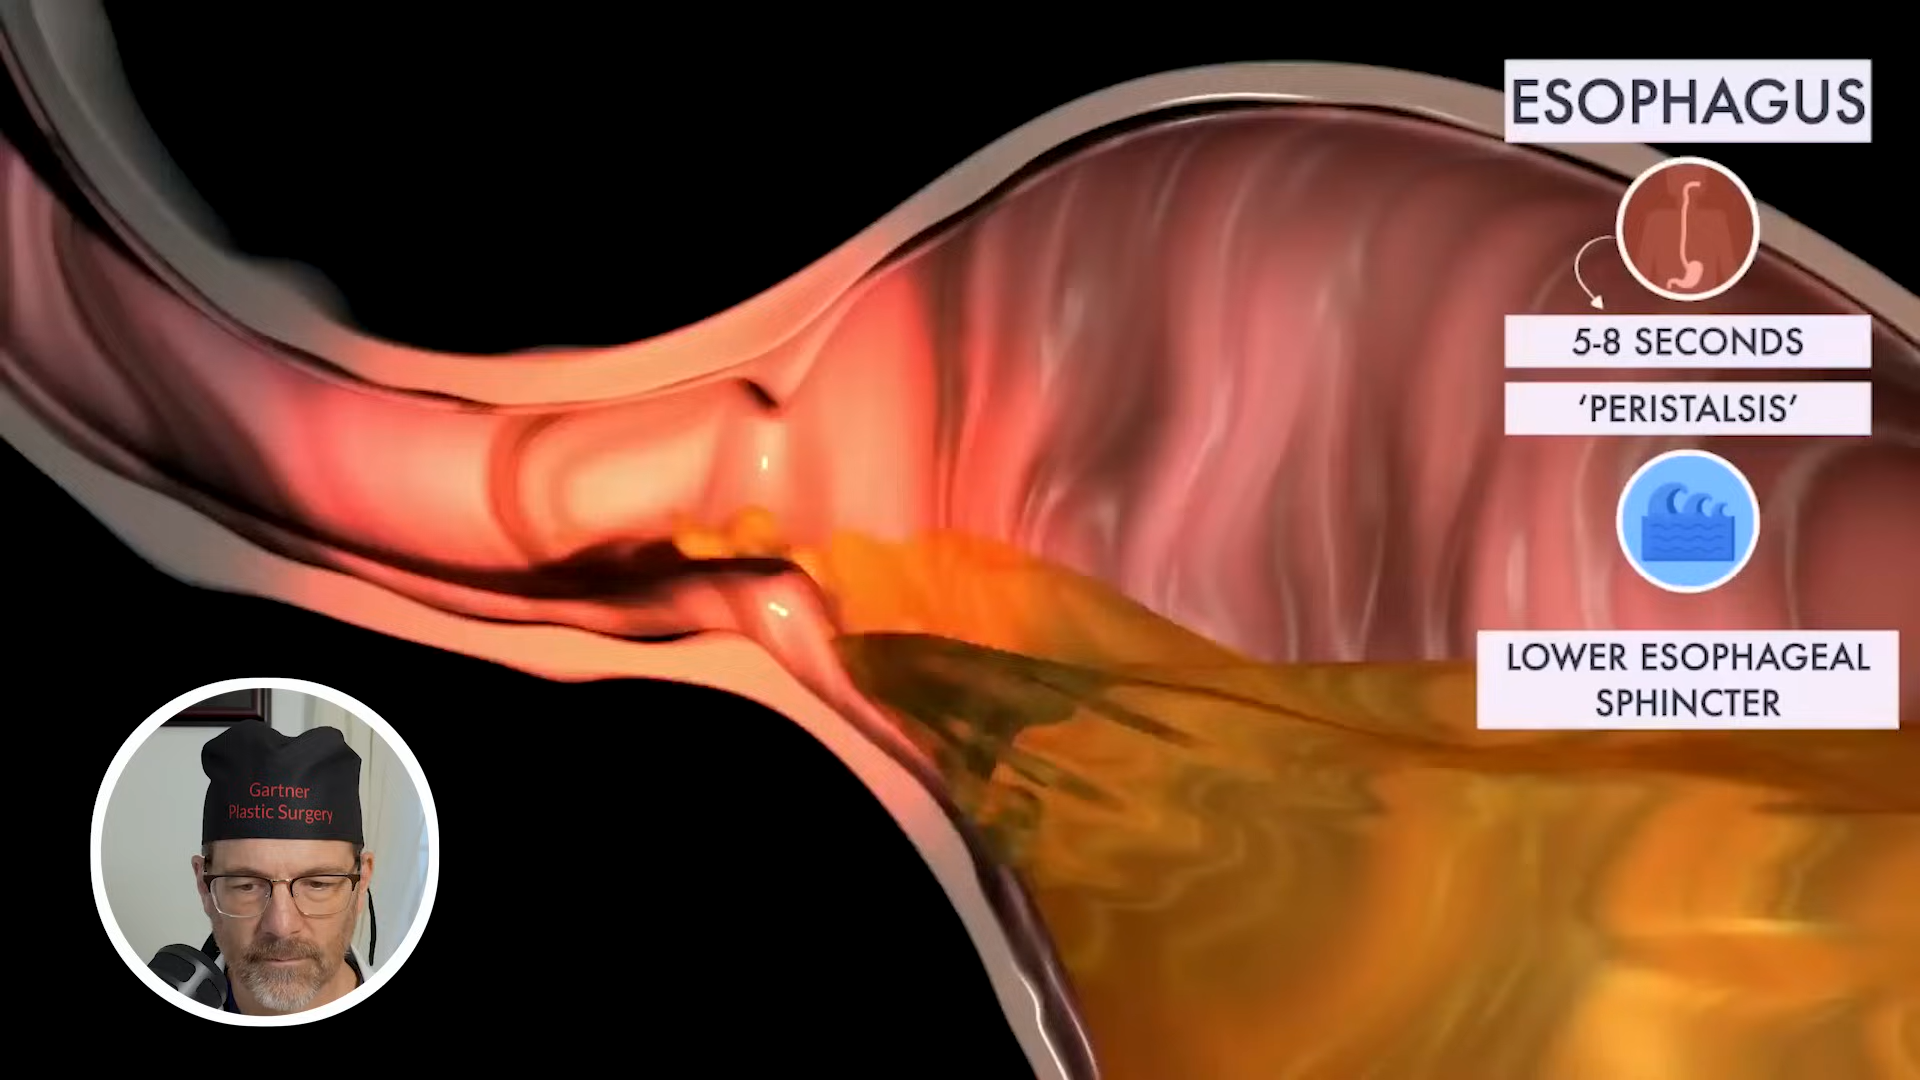 ESOPHAGUS
5-8 SECONDS
‘PERISTALSIS’
LOWER ESOPHAGEAL
SPHINCTER
Gartner
Plastic Surgery